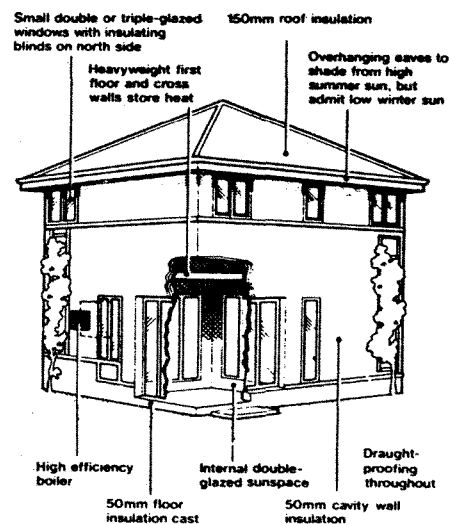 Small double or triple-glazed
windows with insulating
blinds on north side
150mm roof insulation
Heavyweight first
floor and cross
walls store heat
Overhanging eaves to
shade from high
summer sun, but
admit low winter sun
High efficiency
boiler
50mm floor
insulation cast
Internal double-
glazed sunspace
50mm cavity wall
insulation
Draught-
proofing
throughout